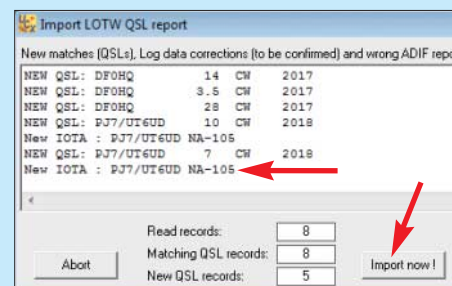 Import LOTW QSL report
New matches (QSLs), Log data corrections (to be confirmed) and wrong ADIF repo
NEW QSL: DF0HQ 14 CW 2017
NEW QSL: DF0HQ 3.5 CW 2017
NEW QSL: DF0HQ 28 CW 2017
NEW QSL: PJ7/UT6UD 10 CW 2018
New IOTA : PJ7/UT6UD NA-105
NEW QSL: PJ7/UT6UD 7 CW 2018
New IOTA : PJ7/UT6UD NA-105
Read records: 8
Matching QSL records: 8
New QSL records: 5
Abort
Import now !